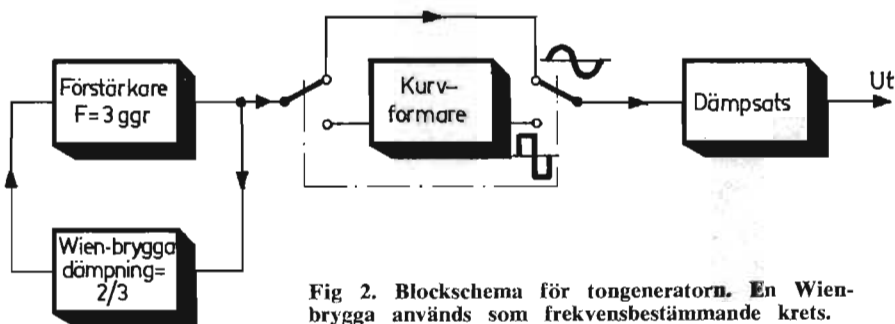 Förstärkare
F=3 ggr
Wien-brygga
dämpning=
2/3
Kurv-
formare
Dämpsats
Ut
Fig 2. Blockschema för tongeneratorn. En Wien-
brygga används som frekvensbestämmande krets.